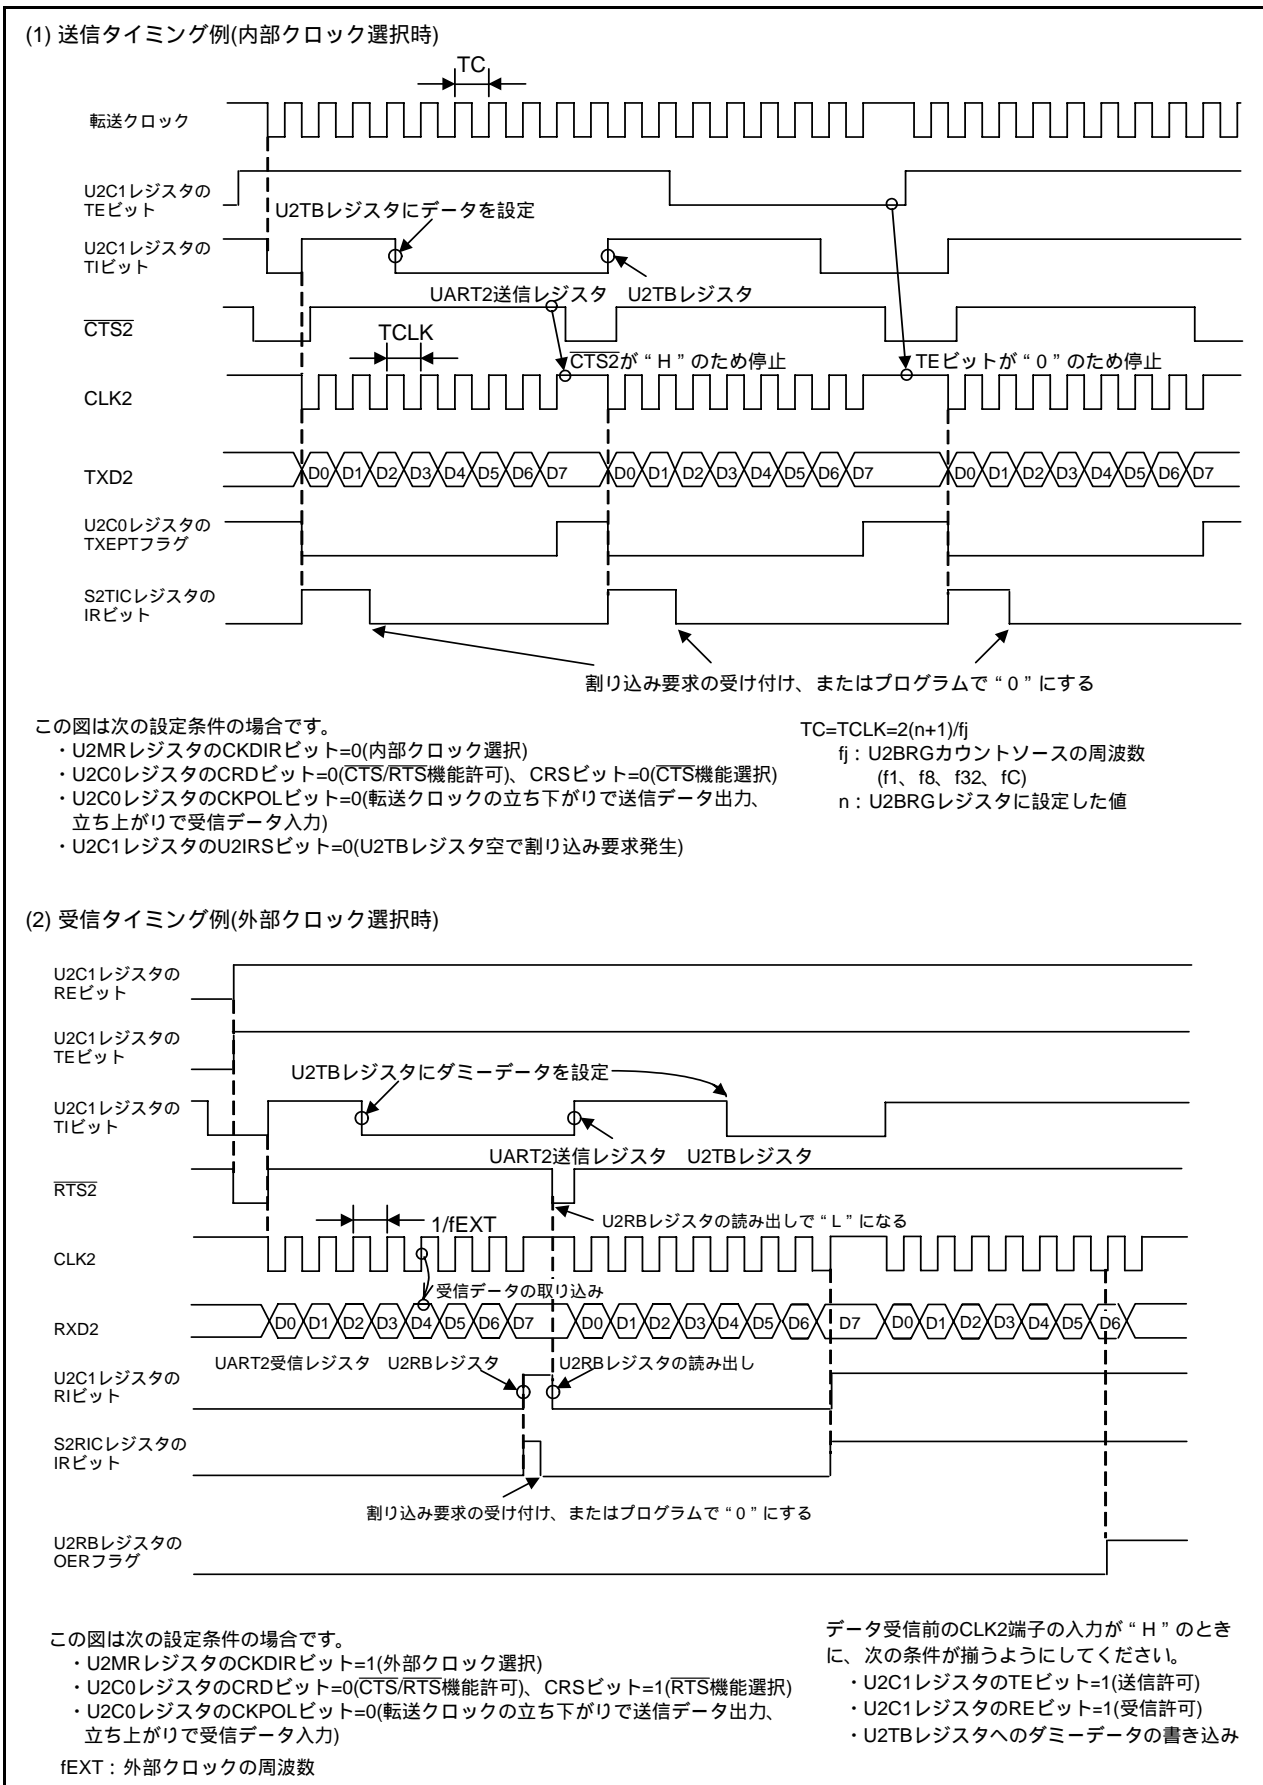 (1) 送信タイミング例(内部クロック選択時)
TC
転送クロック
U2C1レジスタの
TEビット
U2TBレジスタにデータを設定
U2C1レジスタの
TIビット
UART2送信レジスタ　U2TBレジスタ
CTS2
TCLK
CTS2が“H”のため停止
TEビットが“0”のため停止
CLK2
TXD2
D0 D1 D2 D3 D4 D5 D6 D7 D0 D1 D2 D3 D4 D5 D6 D7 D0 D1 D2 D3 D4 D5 D6 D7
U2C0レジスタの
TXEPTフラグ
S2TICレジスタの
IRビット
割り込み要求の受け付け、またはプログラムで“0”にする
この図は次の設定条件の場合です。
・U2MRレジスタのCKDIRビット=0(内部クロック選択)
・U2C0レジスタのCRDビット=0(CTS/RTS機能許可)、CRSビット=0(CTS機能選択)
・U2C0レジスタのCKPOLビット=0(転送クロックの立ち下がりで送信データ出力、
立ち上がりで受信データ入力)
・U2C1レジスタのU2IRSビット=0(U2TBレジスタ空で割り込み要求発生)
TC=TCLK=2(n+1)/fj
fj：U2BRGカウントソースの周波数
(f1、f8、f32、fC)
n：U2BRGレジスタに設定した値
(2) 受信タイミング例(外部クロック選択時)
U2C1レジスタの
REビット
U2C1レジスタの
TEビット
U2TBレジスタにダミーデータを設定
U2C1レジスタの
TIビット
UART2送信レジスタ　U2TBレジスタ
RTS2
U2RBレジスタの読み出しで“L”になる
1/fEXT
CLK2
受信データの取り込み
RXD2
D0 D1 D2 D3 D4 D5 D6 D7 D0 D1 D2 D3 D4 D5 D6 D7 D0 D1 D2 D3 D4 D5 D6
UART2受信レジスタ　U2RBレジスタ
U2RBレジスタの読み出し
U2C1レジスタの
RIビット
S2RICレジスタの
IRビット
割り込み要求の受け付け、またはプログラムで“0”にする
U2RBレジスタの
OERフラグ
この図は次の設定条件の場合です。
・U2MRレジスタのCKDIRビット=1(外部クロック選択)
・U2C0レジスタのCRDビット=0(CTS/RTS機能許可)、CRSビット=1(RTS機能選択)
・U2C0レジスタのCKPOLビット=0(転送クロックの立ち下がりで送信データ出力、
立ち上がりで受信データ入力)
fEXT：外部クロックの周波数
データ受信前のCLK2端子の入力が“H”のとき
に、次の条件が揃うようにしてください。
・U2C1レジスタのTEビット=1(送信許可)
・U2C1レジスタのREビット=1(受信許可)
・U2TBレジスタへのダミーデータの書き込み